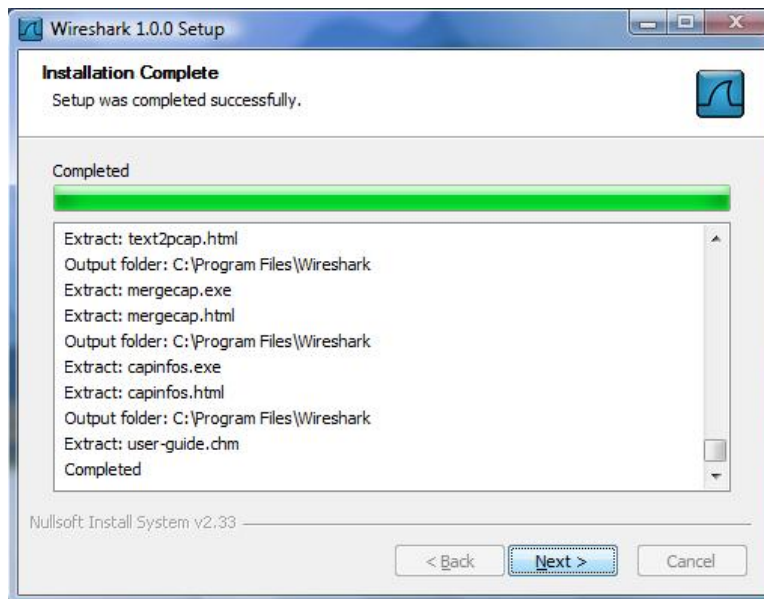 Wireshark 1.0.0 Setup
Installation Complete
Setup was completed successfully.
Completed
Extract: text2pcap.html
Output folder: C:\Program Files\Wireshark
Extract: mergecap.exe
Extract: mergecap.html
Output folder: C:\Program Files\Wireshark
Extract: capinfos.exe
Extract: capinfos.html
Output folder: C:\Program Files\Wireshark
Extract: user-guide.chm
Completed
Nullsoft Install System v2.33
< Back Next > Cancel